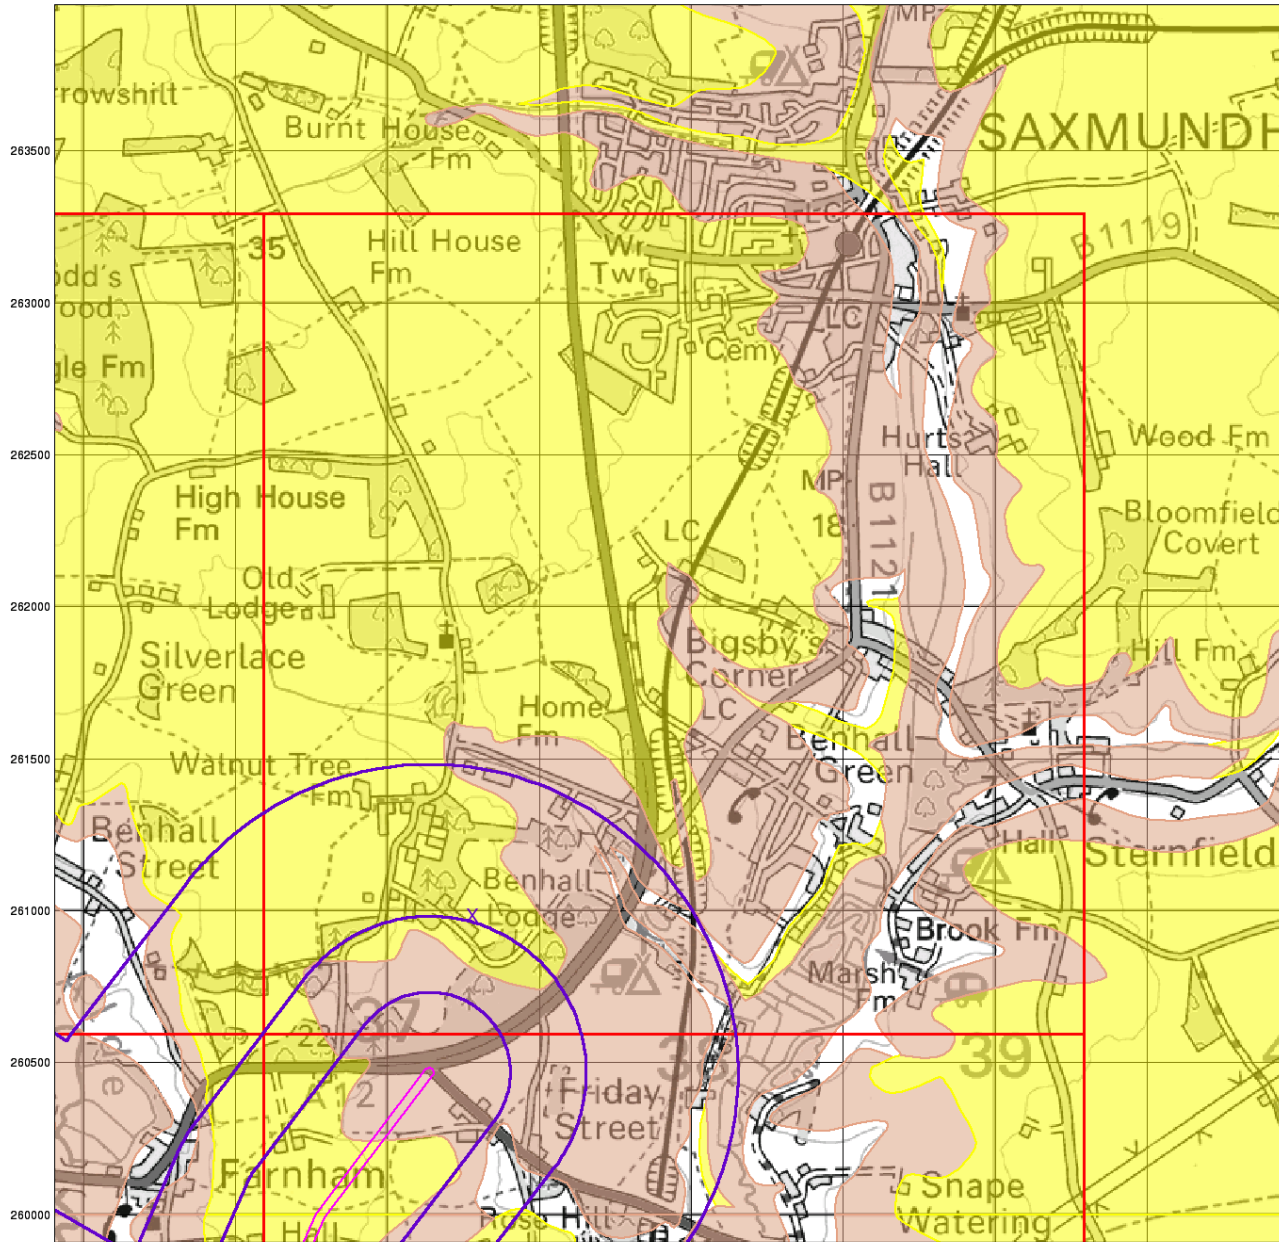 263500
263000
262500
262000
261500
261000
260500
260000
MP
rrowshill
Burnt House
Fm
SAXMUNDH
LC
35
Hill House
Fm
Wr
Twr
B1119
odd's
ood
LC
gle Fm
Cemy
Hurts
Hall
Wood Fm
High House
Fm
MP
18
B1121
LC
Bloomfield
Covert
Old
Lodge
Silverlace
Green
Bigsby's
Corner
Hill Fm
Home
Fm
LC
Benhall
Green
Walnut Tree
Fm
Benhall
Street
Hall
Sternfield
Benhall
Lodge
x
Brook Fm
Marsh
Fm
37
22
38
39
A12
Friday
Street
Farnham
Hall
Snape
Watering
Rose Hill